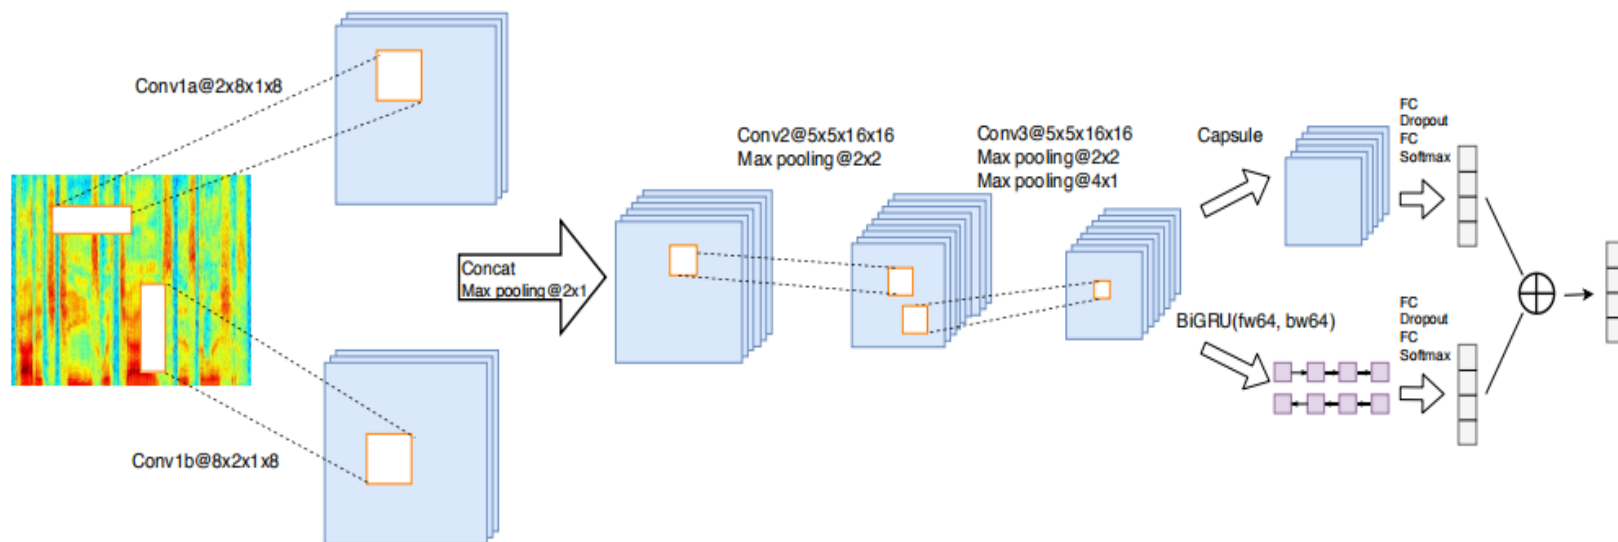 Conv1a@2x8x1x8
Conv1b@8x2x1x8
Concat
Max pooling@2x1
Conv2@5x5x16x16
Max pooling@2x2
Conv3@5x5x16x16
Max pooling@2x2
Max pooling@4x1
Capsule
FC
Dropout
FC
Softmax
BiGRU(fw64, bw64)
FC
Dropout
FC
Softmax